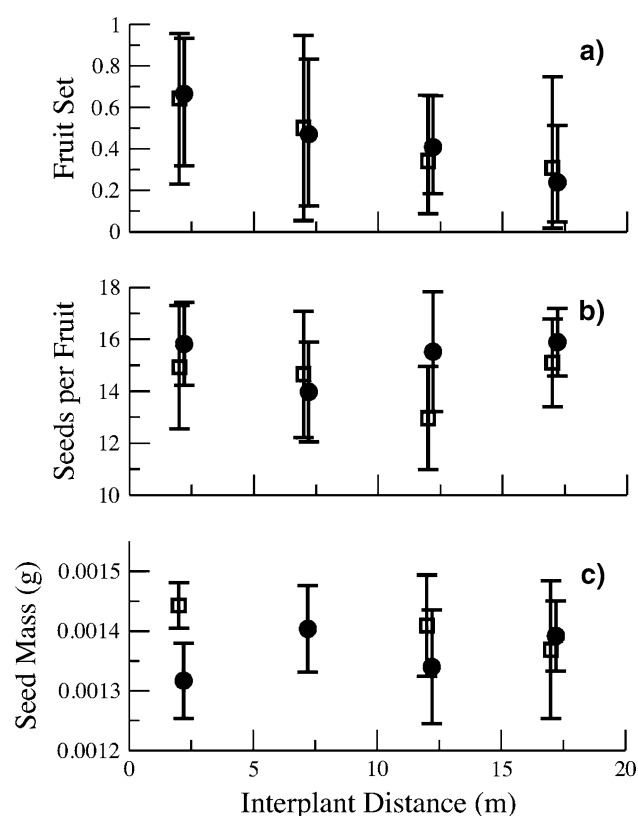 1
0.8
0.6
0.4
0.2
0
Fruit Set
a)
18
16
14
12
10
Seeds per Fruit
b)
0.0015
0.0014
0.0013
0.0012
Seed Mass (g)
c)
0 5 10 15 20
Interplant Distance (m)